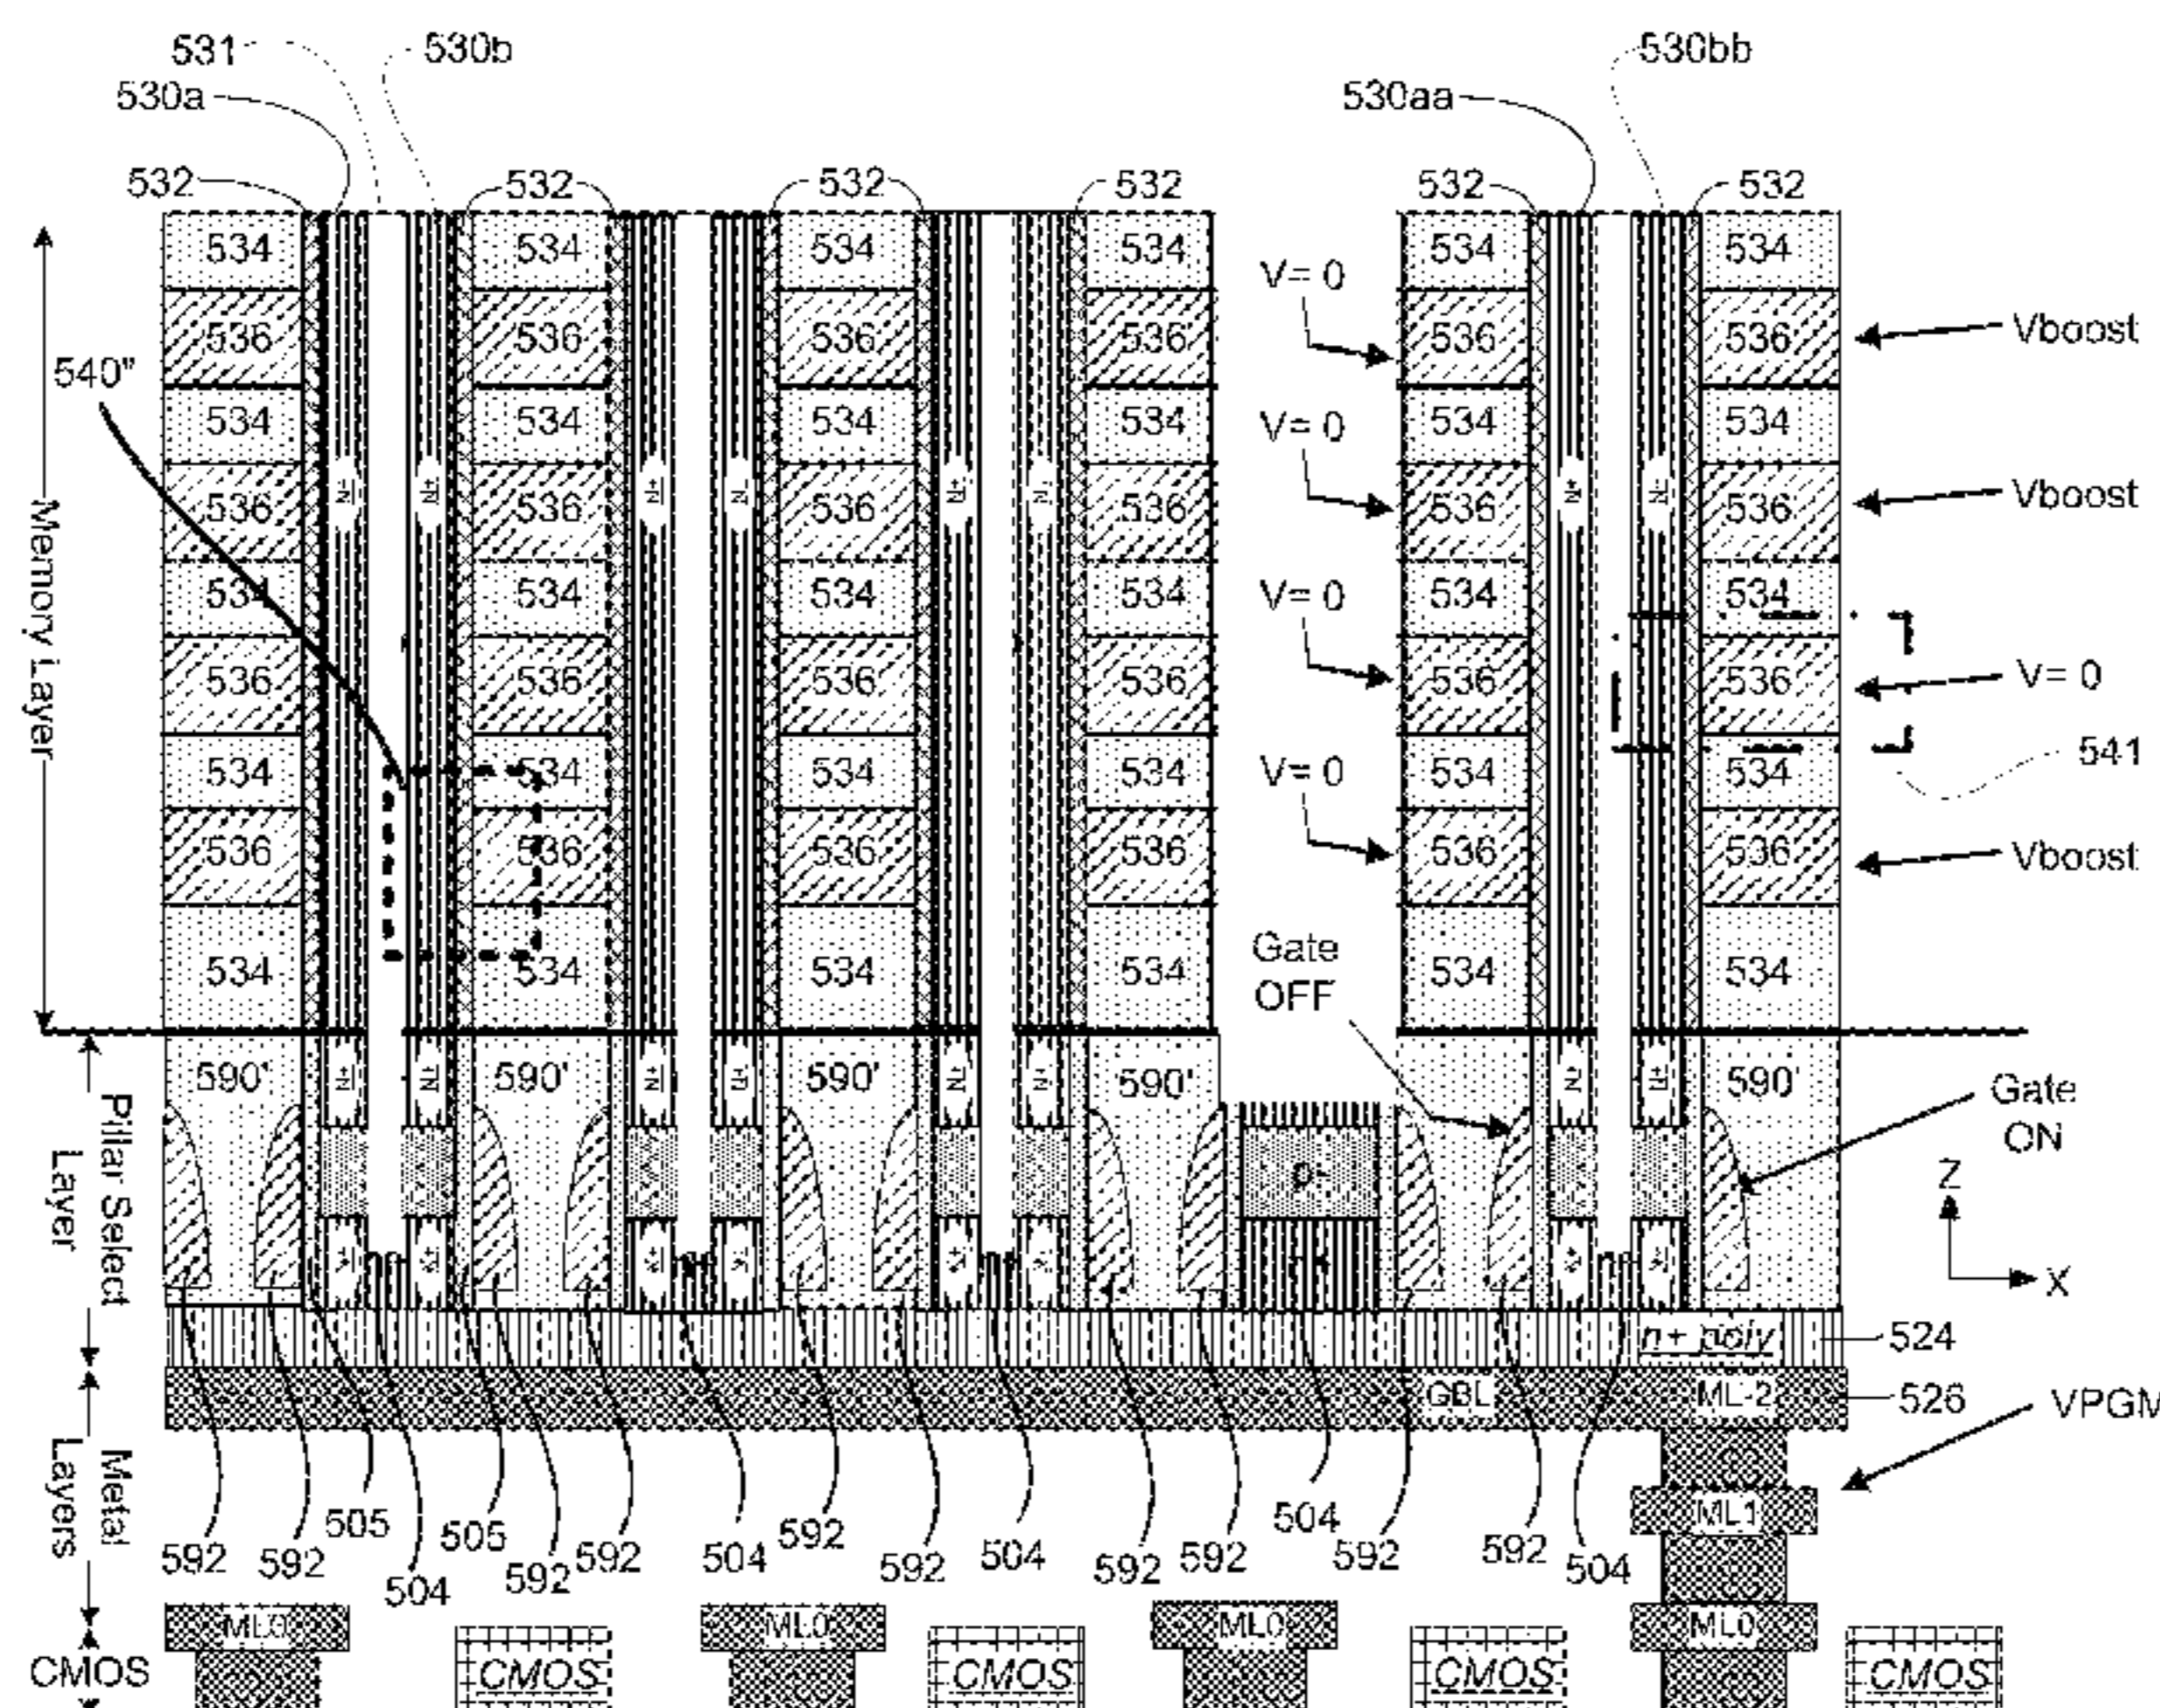 531 530b 530bb
530a 530aa
532 532 532 532 532 532
534 534 534 534 534 534
V= 0
536 536 536 536 536 536 Vboost
540"
534 534 534 534 534 534
V= 0
536 536 536 536 536 536 Vboost
N+ N+ N+ N+ N+ N+ N+ N+
534 534 534 534 534 534
V= 0
536 536 536 536 536 536 V= 0
534 534 534 534 534 534 541
V= 0
536 536 536 536 536 536 Vboost
534 534 534 534 534 534
Gate
OFF
Memory Layer
590' 590' 590' 590' 590'
N+ N+ N+ N+ N+ N+ N+ N+
Gate
ON
Pillar Select
Layer
p-
Z
X
n+ poly 524
GBL ML-2 526
VPGM
Metal
Layers
ML1
592 592 505 504 505 592 592 504 592 592 504 592 592 504 592 592 504
ML0 ML0 ML0 ML0
CMOS CMOS CMOS CMOS CMOS